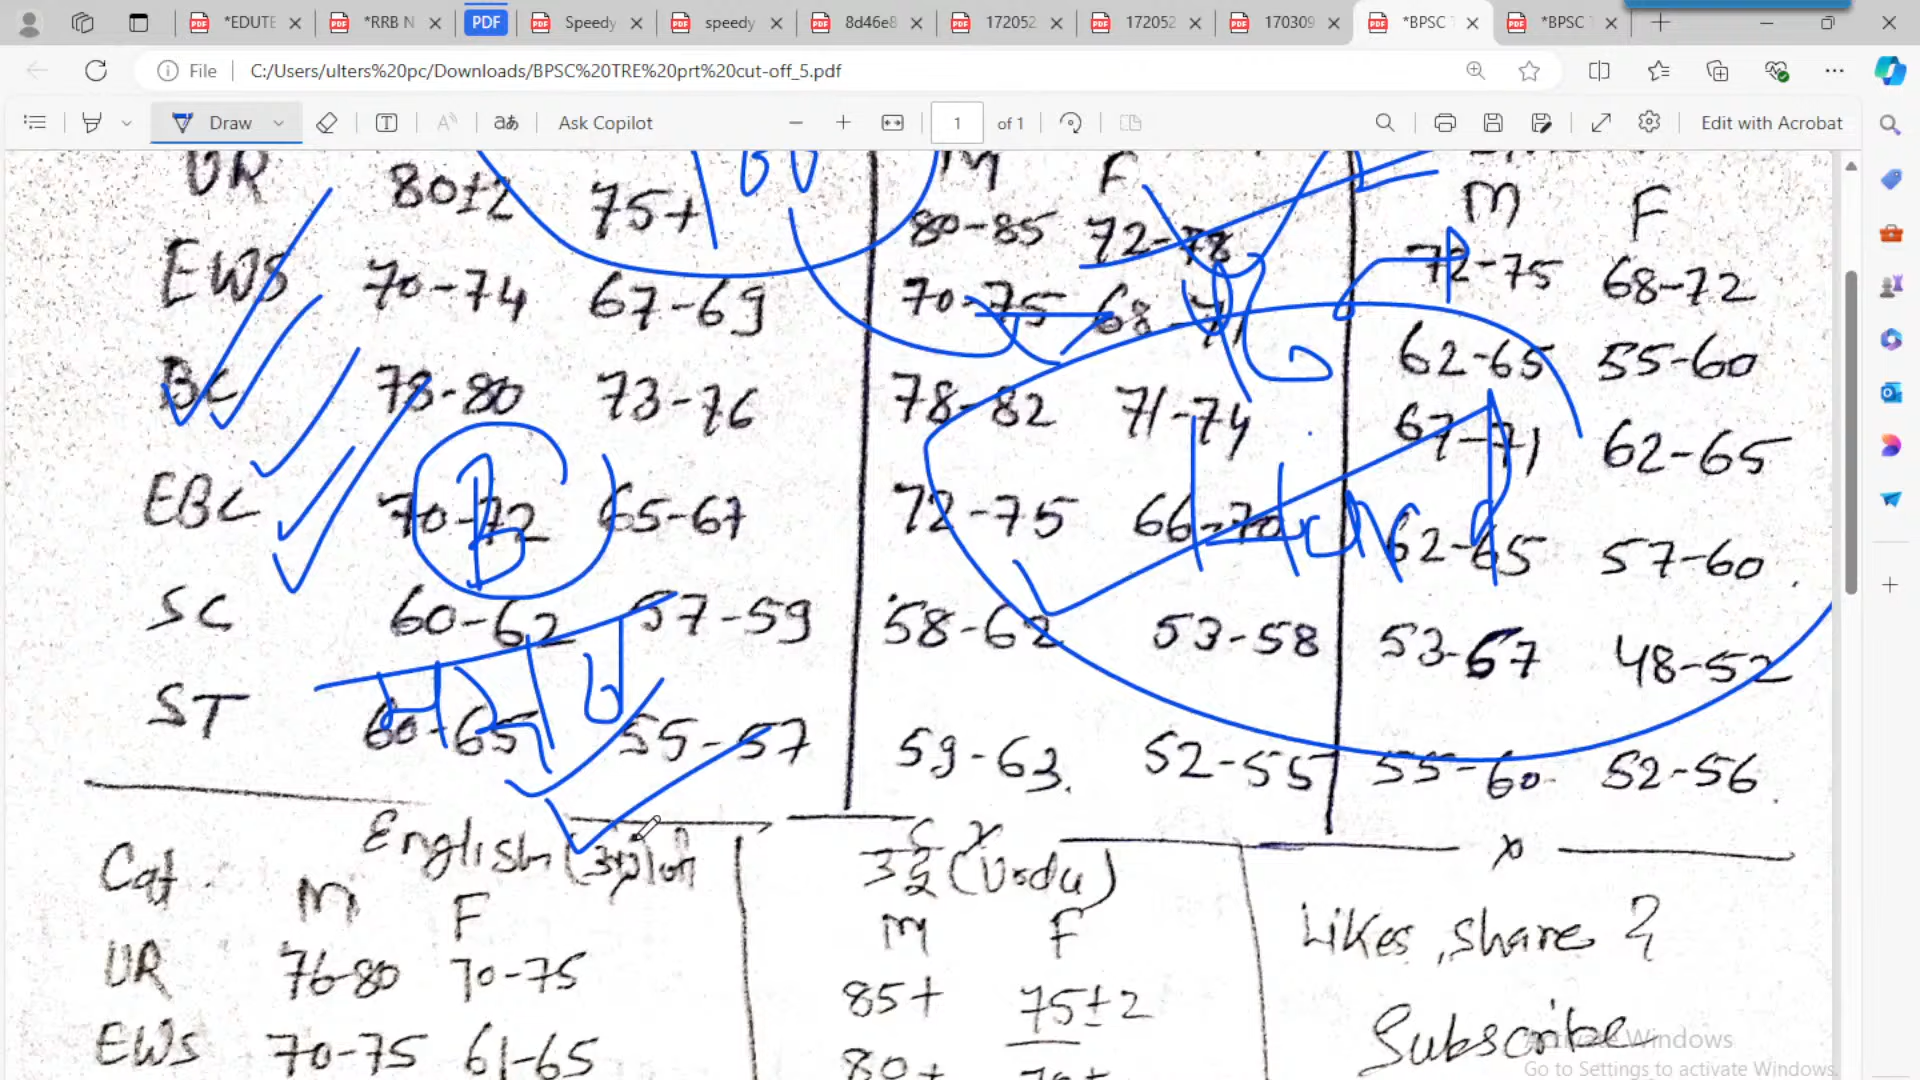 *EDUTE
*RRB N
PDF
Speedy
speedy
8d46e8
172052
172052
170309
*BPSC T
*BPSC T
File
C:/Users/ulters%20pc/Downloads/BPSC%20TRE%20prt%20cut-off_5.pdf
Draw
Ask Copilot
1 of 1
Edit with Acrobat
UR 80±2 75+ M F M F
80-85 72-78 72-75 68-72
EWS 70-74 67-69 70-75 68-71 62-65 55-60
BC 78-80 73-76 78-82 71-74 67-71 62-65
EBC 70-72 65-67 72-75 66-70 62-65 57-60
SC 60-62 57-59 58-62 53-58 53-57 48-52
ST 60-65 55-57 59-63 52-55 55-60 52-56
B
x x
Cat English (Urdu)
M F M F Likes, Share &
UR 76-80 70-75 85+ 75±2 Subscribe
EWS 70-75 61-65 80+
Activate Windows
Go to Settings to activate Windows.